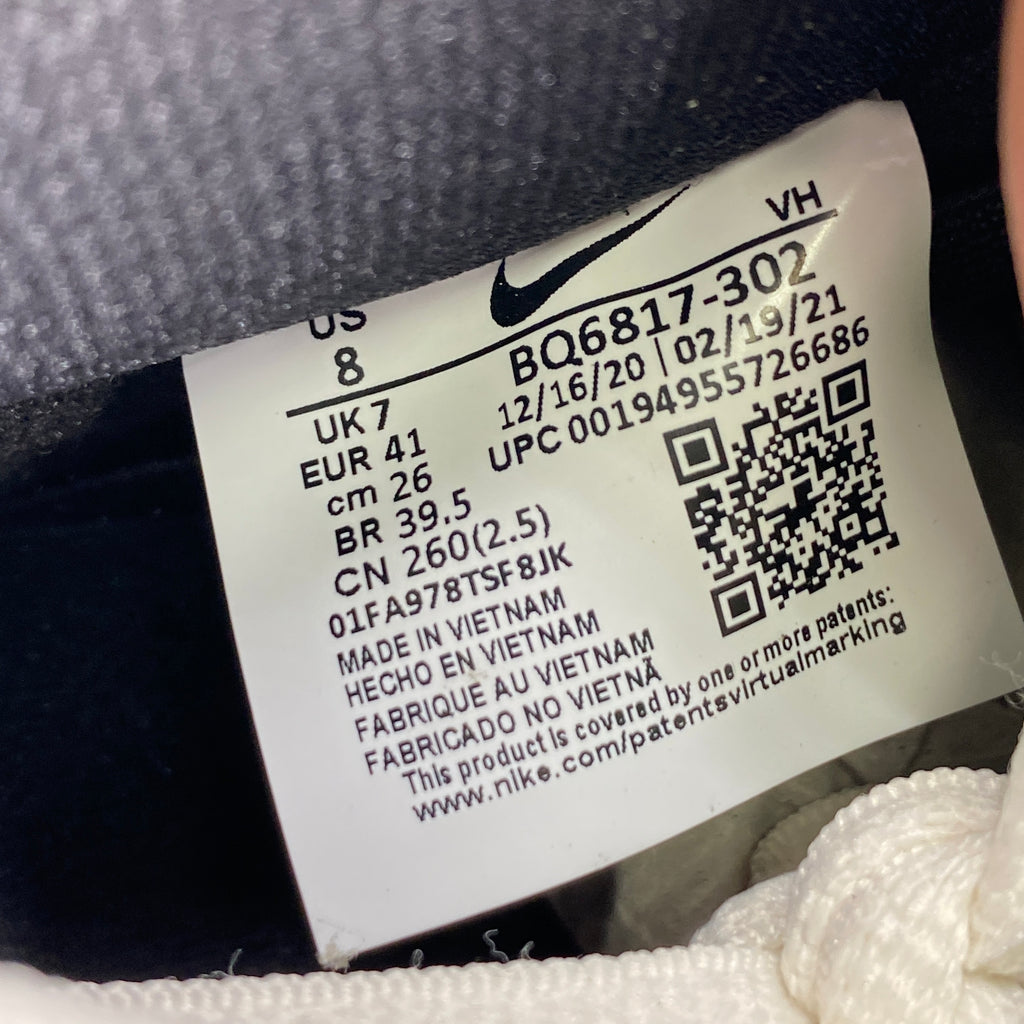 VH
US
8
BQ6817-302
12/16/20 | 02/19/21
UPC 00194955726686
UK 7
EUR 41
cm 26
BR 39.5
CN 260(2.5)
01FA978TSF8JK
MADE IN VIETNAM
HECHO EN VIETNAM
FABRIQUE AU VIETNAM
FABRICADO NO VIETNÃ
This product is covered by one or more patents:
www.nike.com/patentsvirtualmarking